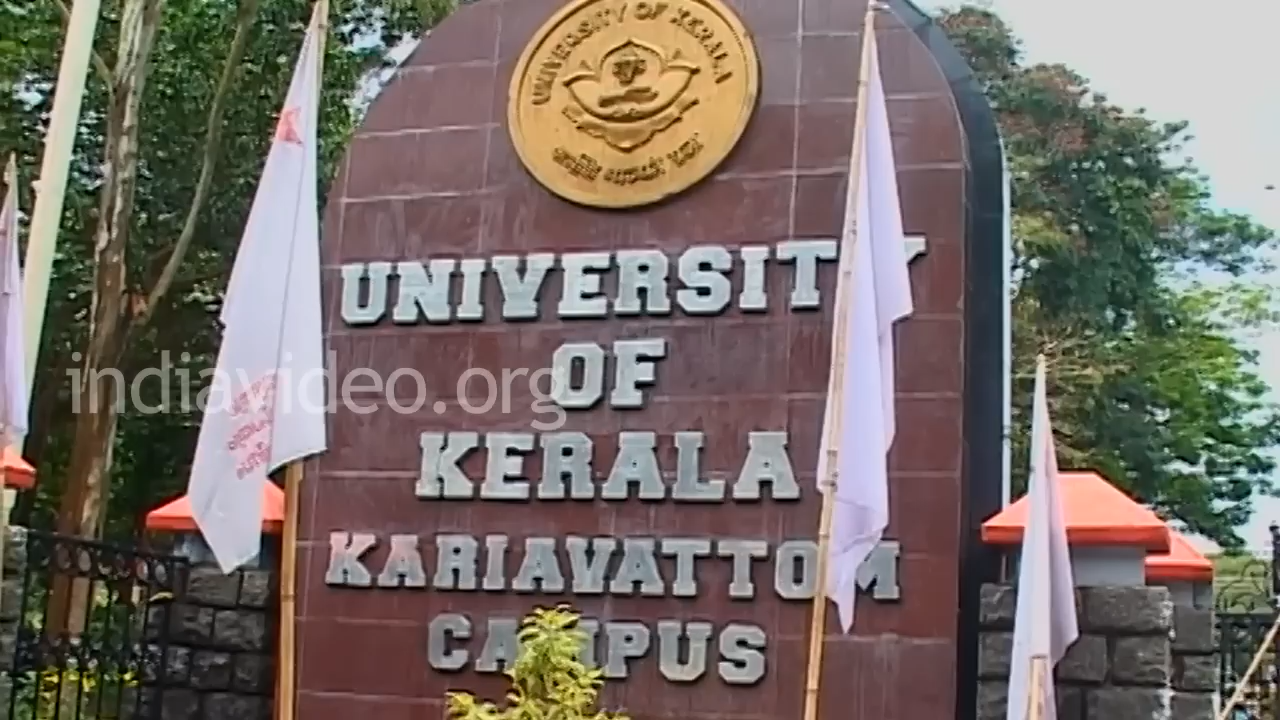 UNIVERSITY OF KERALA
UNIVERSITY
OF
KERALA
KARIAVATTOM
CAMPUS
indiavideo.org